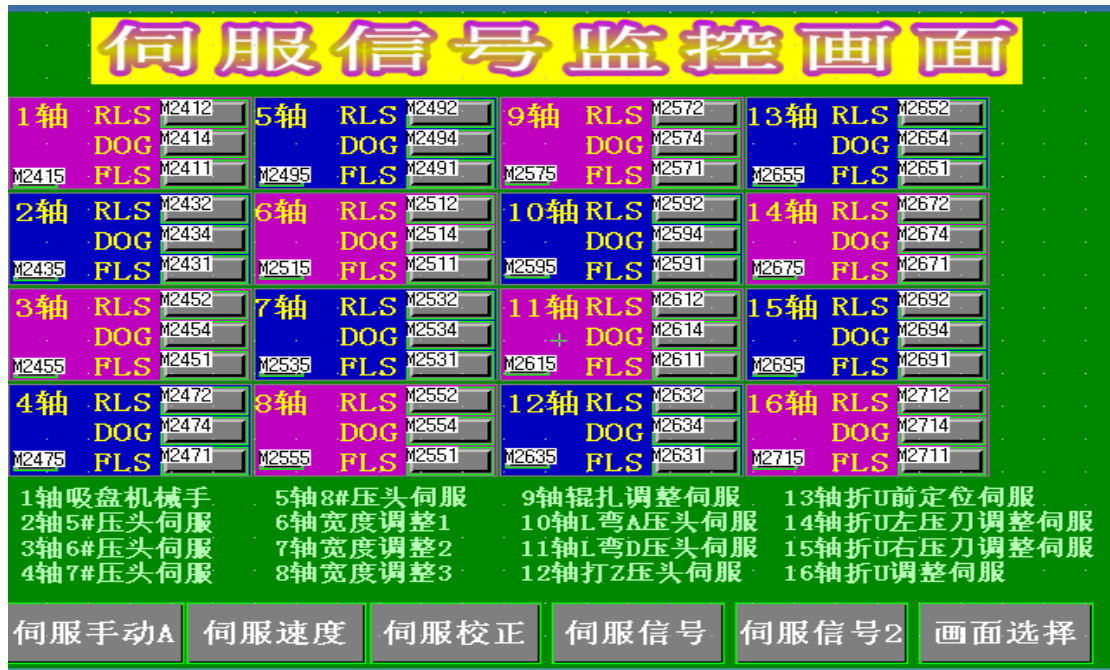 伺服信号监控画面
1轴 RLS M2412 5轴 RLS M2492 9轴 RLS M2572 13轴 RLS M2652
DOG M2414 DOG M2494 DOG M2574 DOG M2654
M2415 FLS M2411 M2495 FLS M2491 M2575 FLS M2571 M2655 FLS M2651
2轴 RLS M2432 6轴 RLS M2512 10轴 RLS M2592 14轴 RLS M2672
DOG M2434 DOG M2514 DOG M2594 DOG M2674
M2435 FLS M2431 M2515 FLS M2511 M2595 FLS M2591 M2675 FLS M2671
3轴 RLS M2452 7轴 RLS M2532 11轴 RLS M2612 15轴 RLS M2692
DOG M2454 DOG M2534 DOG M2614 DOG M2694
M2455 FLS M2451 M2535 FLS M2531 M2615 FLS M2611 M2695 FLS M2691
4轴 RLS M2472 8轴 RLS M2552 12轴 RLS M2632 16轴 RLS M2712
DOG M2474 DOG M2554 DOG M2634 DOG M2714
M2475 FLS M2471 M2555 FLS M2551 M2635 FLS M2631 M2715 FLS M2711
1轴吸盘机械手 5轴8#压头伺服 9轴辊扎调整伺服 13轴折U前定位伺服
2轴5#压头伺服 6轴宽度调整1 10轴L弯A压头伺服 14轴折U左压刀调整伺服
3轴6#压头伺服 7轴宽度调整2 11轴L弯D压头伺服 15轴折U右压刀调整伺服
4轴7#压头伺服 8轴宽度调整3 12轴打Z压头伺服 16轴折U调整伺服
伺服手动A 伺服速度 伺服校正 伺服信号 伺服信号2 画面选择